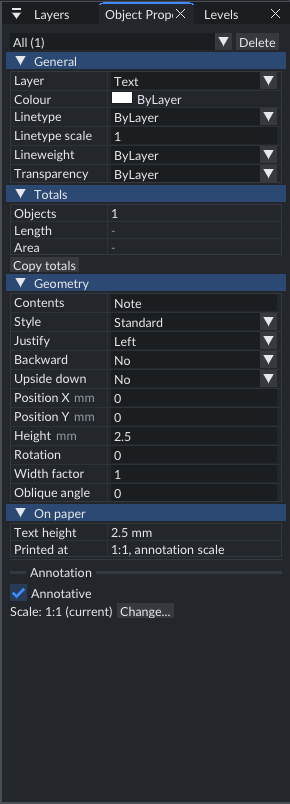 Layers Object Prop Levels
All (1) Delete
General
Layer Text
Colour ByLayer
Linetype ByLayer
Linetype scale 1
Lineweight ByLayer
Transparency ByLayer
Totals
Objects 1
Length -
Area -
Copy totals
Geometry
Contents Note
Style Standard
Justify Left
Backward No
Upside down No
Position X mm 0
Position Y mm 0
Height mm 2.5
Rotation 0
Width factor 1
Oblique angle 0
On paper
Text height 2.5 mm
Printed at 1:1, annotation scale
Annotation
Annotative
Scale: 1:1 (current) Change...